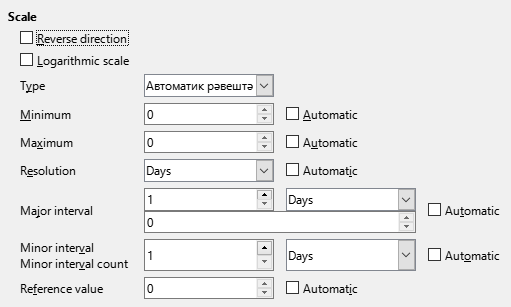 Scale
Reverse direction
Logarithmic scale
Type Автоматик рәвештә
Minimum 0 Automatic
Maximum 0 Automatic
Resolution Days Automatic
Major interval 1 Days Automatic
0
Minor interval
Minor interval count 1 Days Automatic
Reference value 0 Automatic